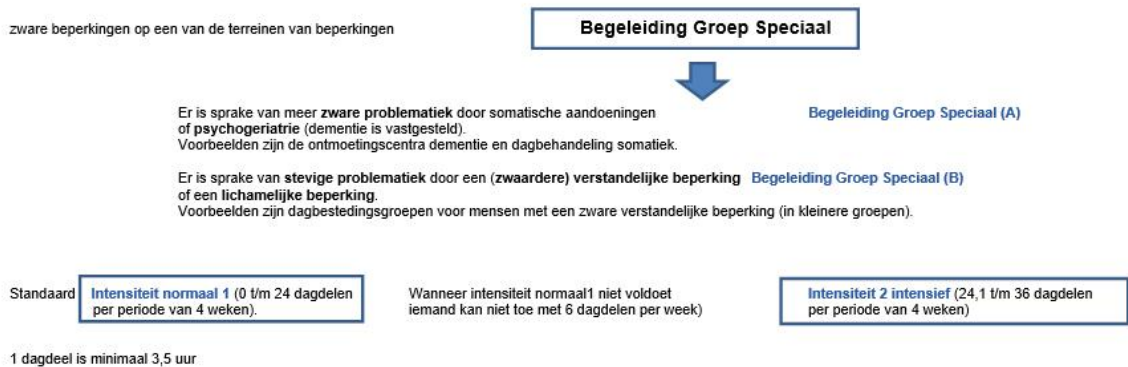 zware beperkingen op een van de terreinen van beperkingen
Begeleiding Groep Speciaal
Er is sprake van meer zware problematiek door somatische aandoeningen
Begeleiding Groep Speciaal (A)
of psychogeriatrie (dementie is vastgesteld).
Voorbeelden zijn de ontmoetingscentra dementie en dagbehandeling somatiek.
Er is sprake van stevige problematiek door een (zwaardere) verstandelijke beperking
Begeleiding Groep Speciaal (B)
of een lichamelijke beperking.
Voorbeelden zijn dagbestedingsgroepen voor mensen met een zware verstandelijke beperking (in kleinere groepen).
Standaard
Intensiteit normaal 1 (0 t/m 24 dagdelen
per periode van 4 weken).
Wanneer intensiteit normaal1 niet voldoet
iemand kan niet toe met 6 dagdelen per week)
Intensiteit 2 intensief (24,1 t/m 36 dagdelen
per periode van 4 weken)
1 dagdeel is minimaal 3,5 uur